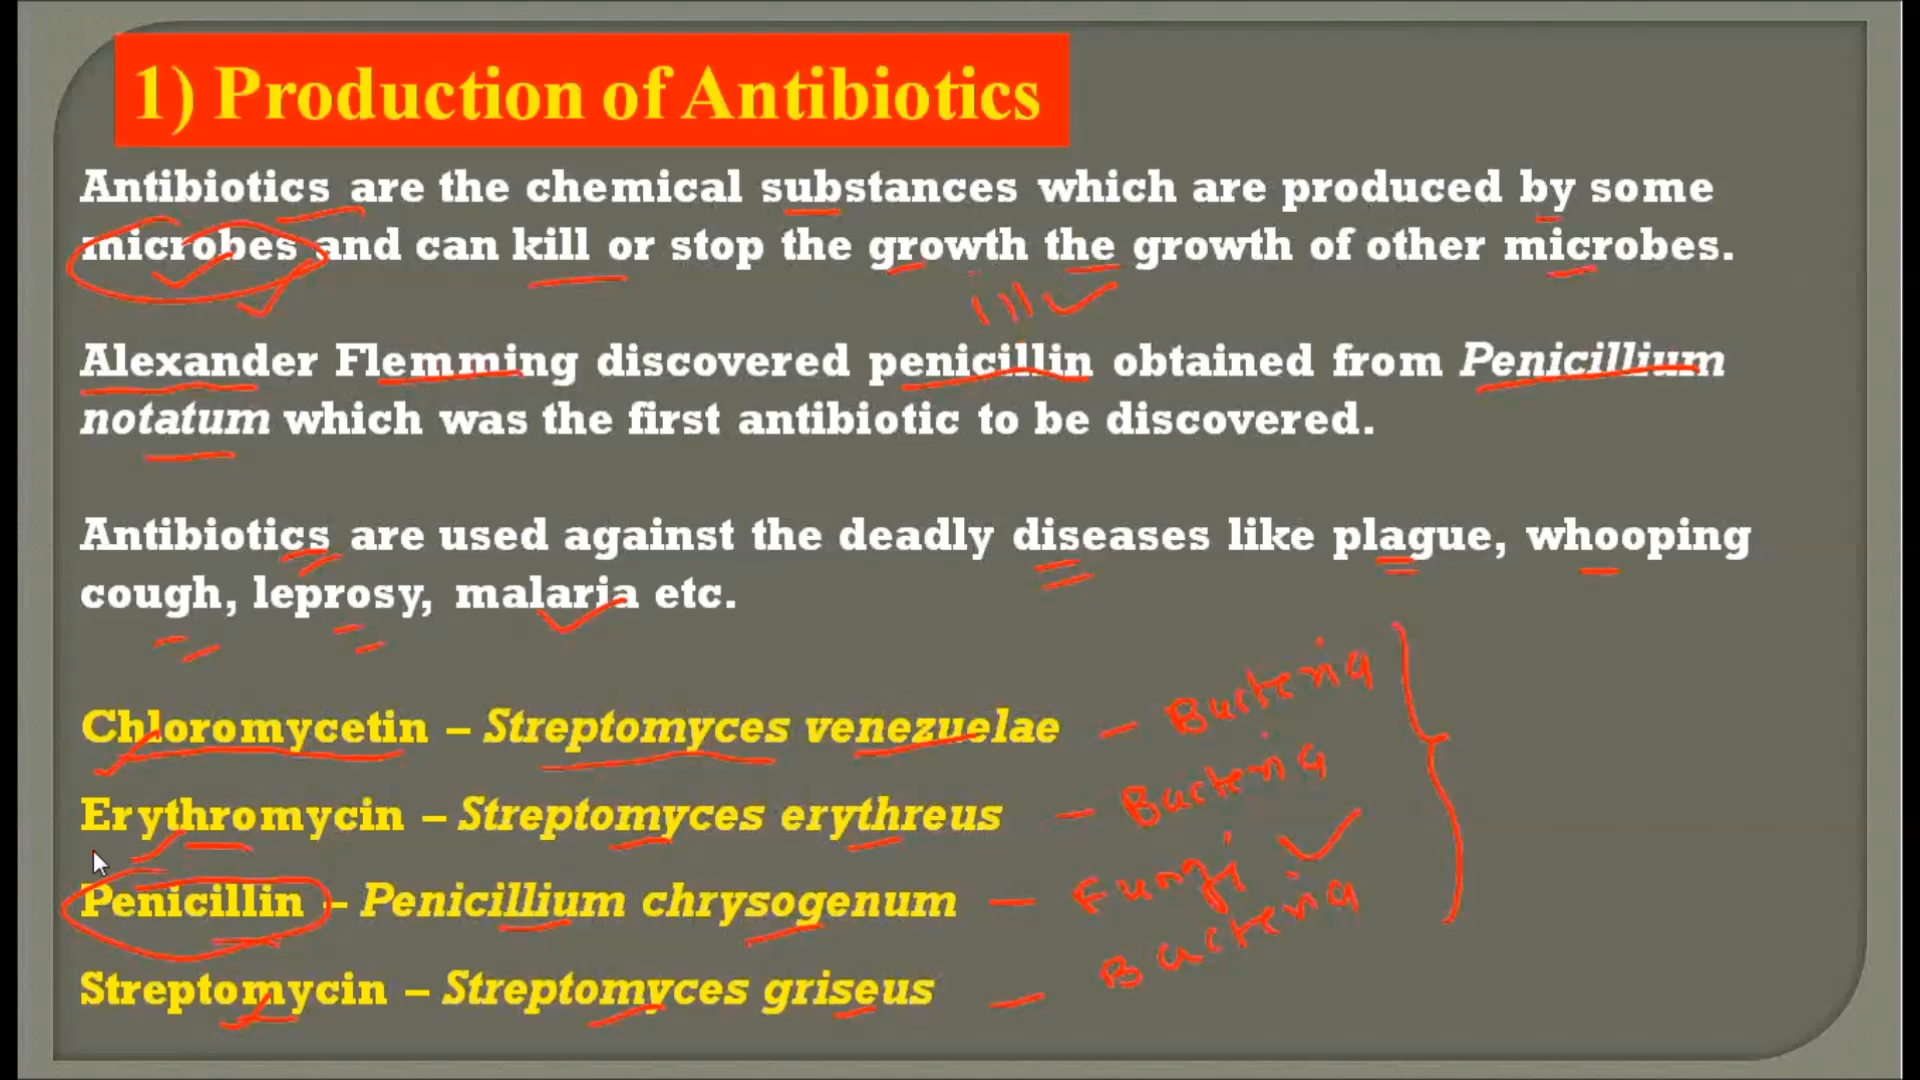 1) Production of Antibiotics
Antibiotics are the chemical substances which are produced by some
microbes and can kill or stop the growth the growth of other microbes.
Alexander Flemming discovered penicillin obtained from Penicillium
notatum which was the first antibiotic to be discovered.
Antibiotics are used against the deadly diseases like plague, whooping
cough, leprosy, malaria etc.
Chloromycetin – Streptomyces venezuelae – Bacteria
Erythromycin – Streptomyces erythreus – Bacteria
Penicillin – Penicillium chrysogenum – Fungi
Streptomycin – Streptomyces griseus – Bacteria